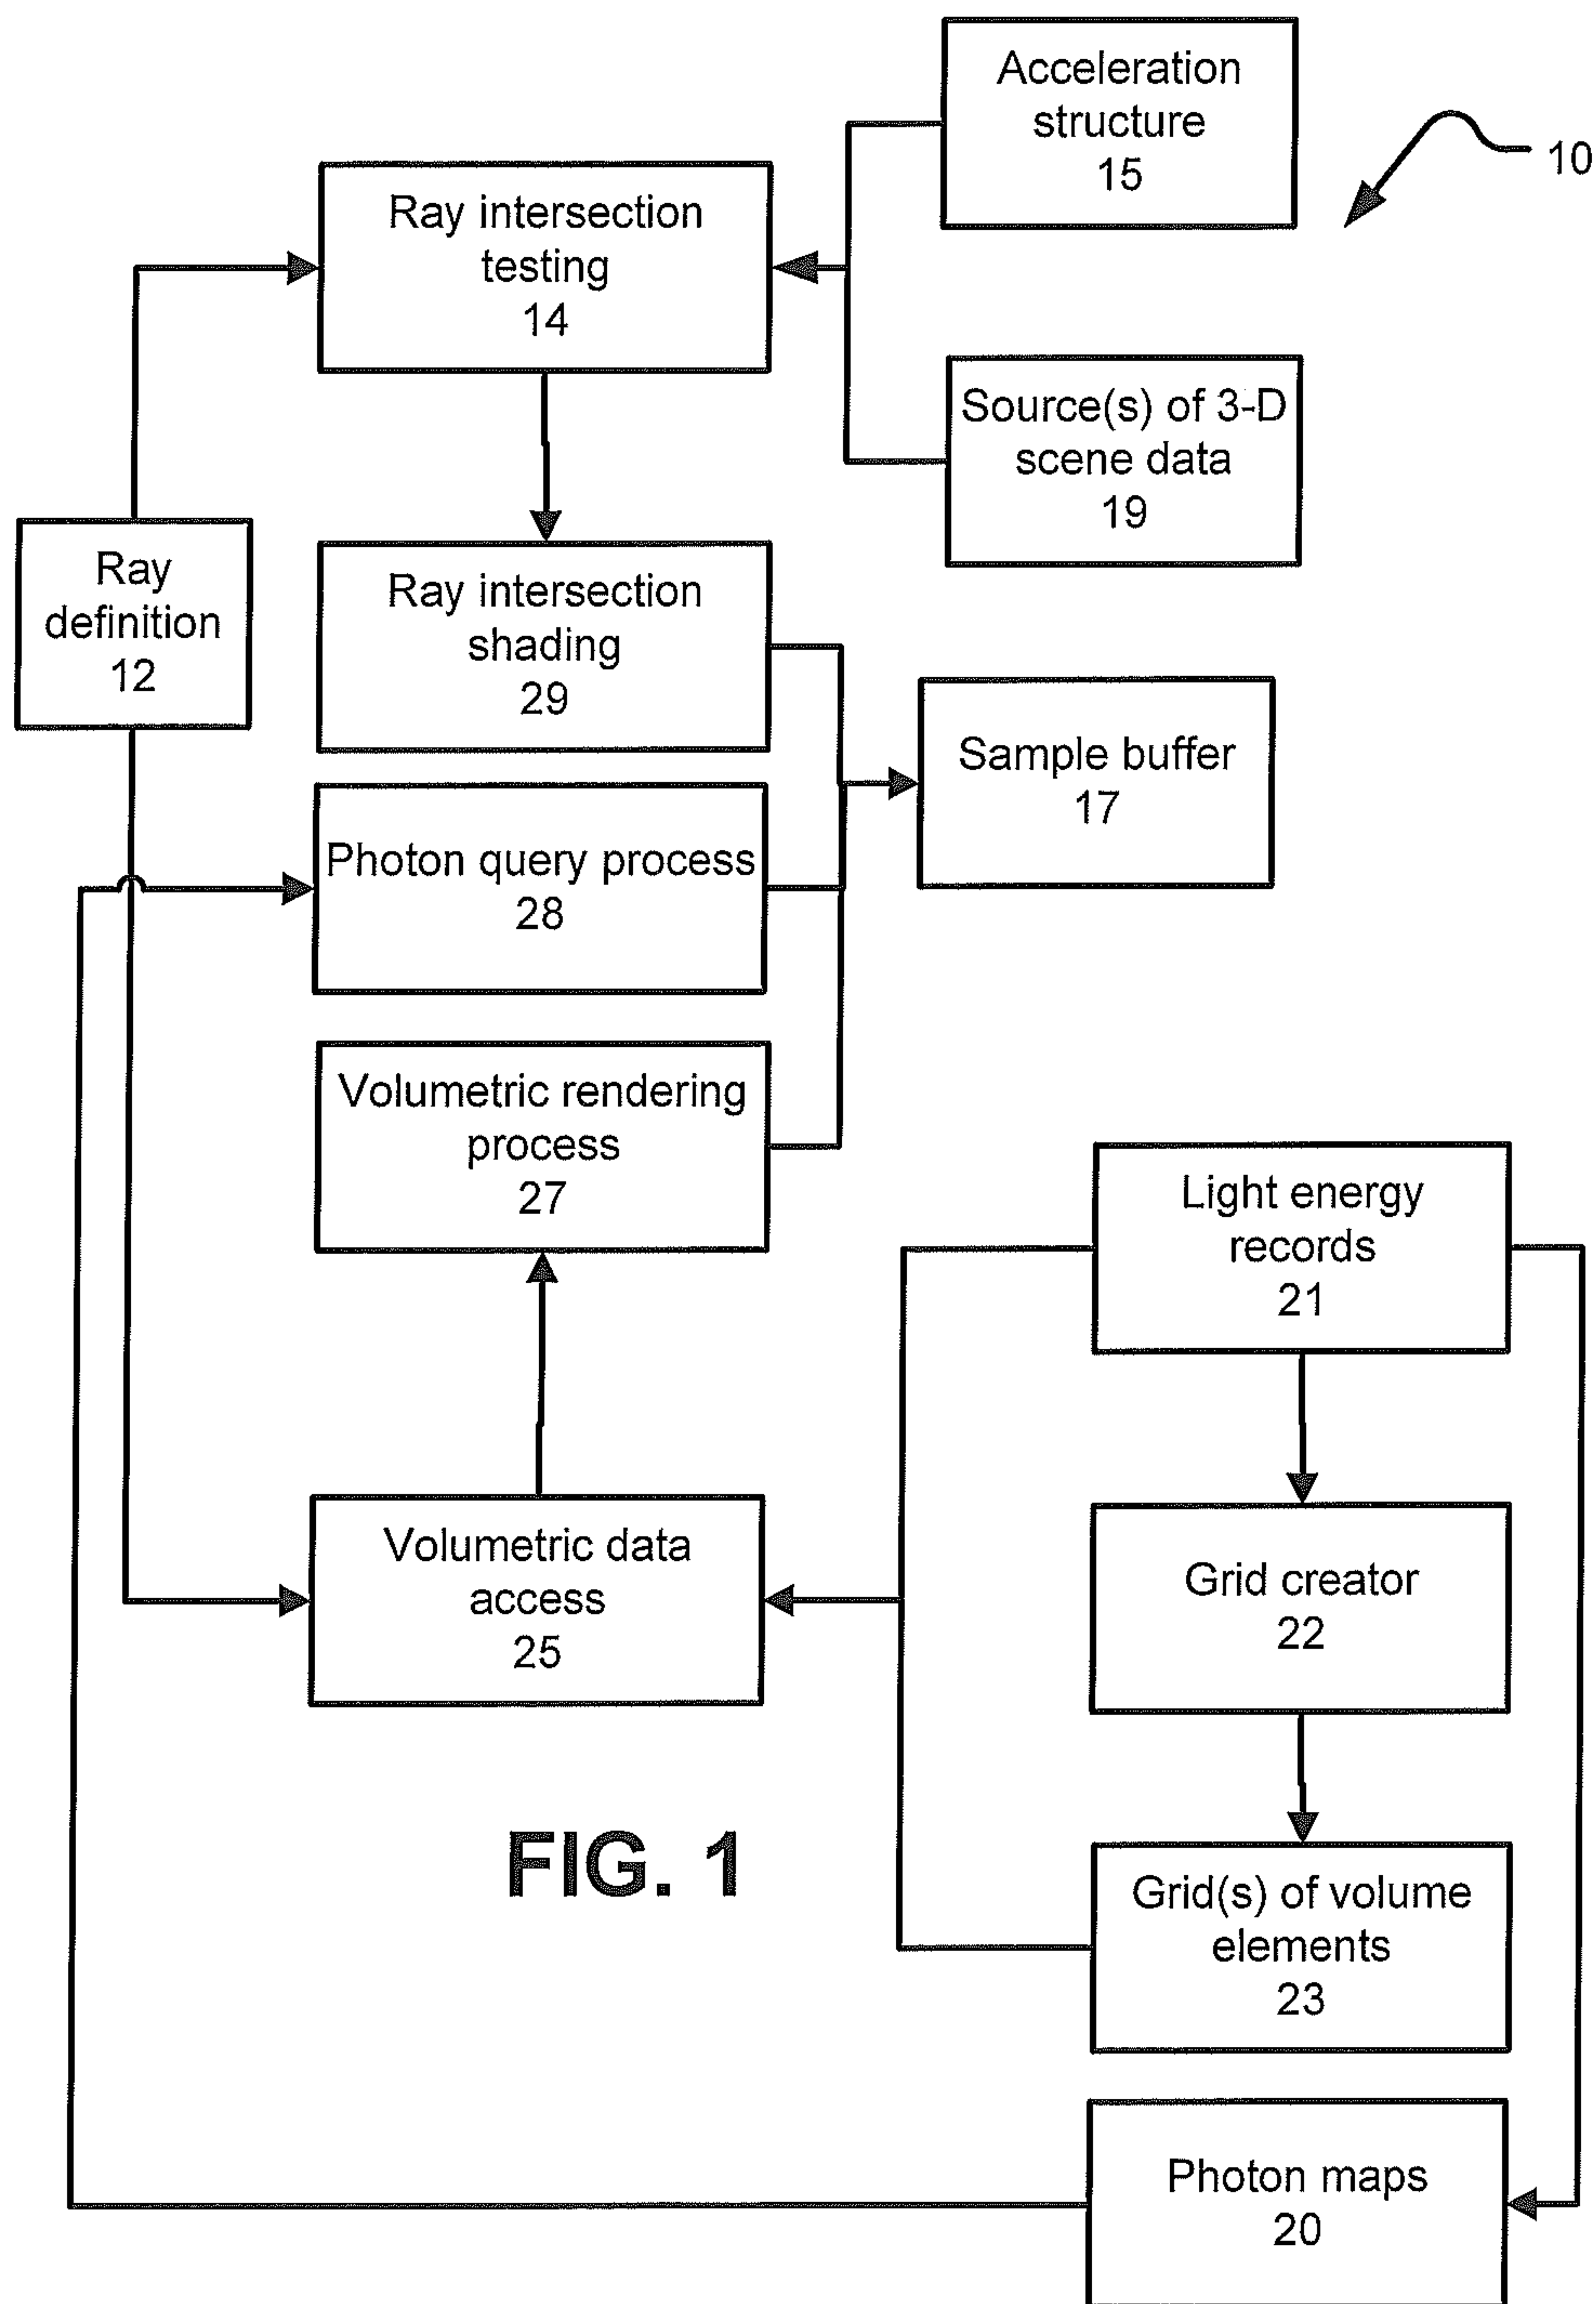 Acceleration
structure
15
10
Ray intersection
testing
14
Source(s) of 3-D
scene data
19
Ray
definition
12
Ray intersection
shading
29
Sample buffer
17
Photon query process
28
Volumetric rendering
process
27
Light energy
records
21
Volumetric data
access
25
Grid creator
22
FIG. 1
Grid(s) of volume
elements
23
Photon maps
20